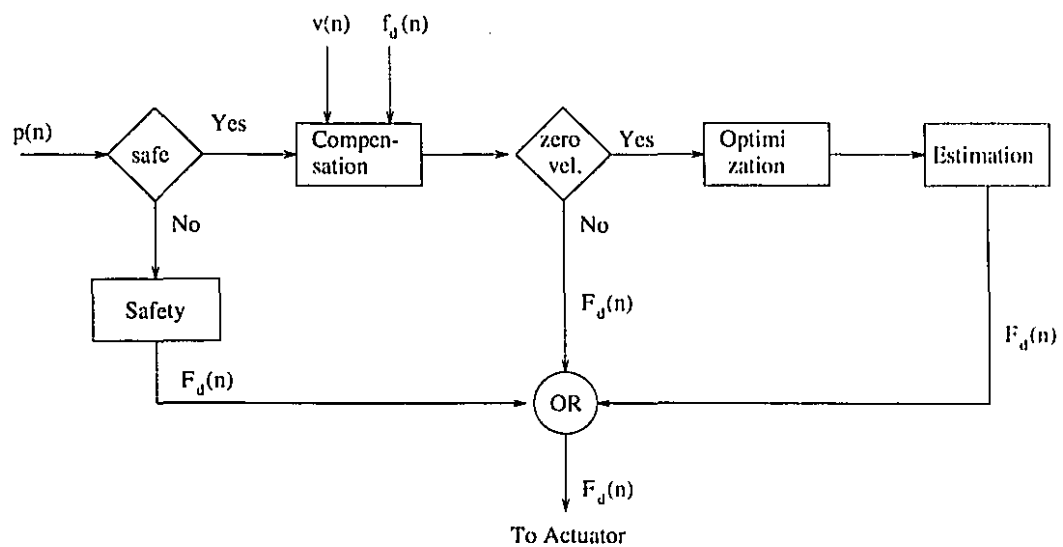 v(n) f_d(n)
p(n)
safe
Yes
Compen-
sation
zero
vel.
Yes
Optimi
zation
Estimation
No
No
Safety
F_d(n)
F_d(n)
F_d(n)
OR
F_d(n)
To Actuator